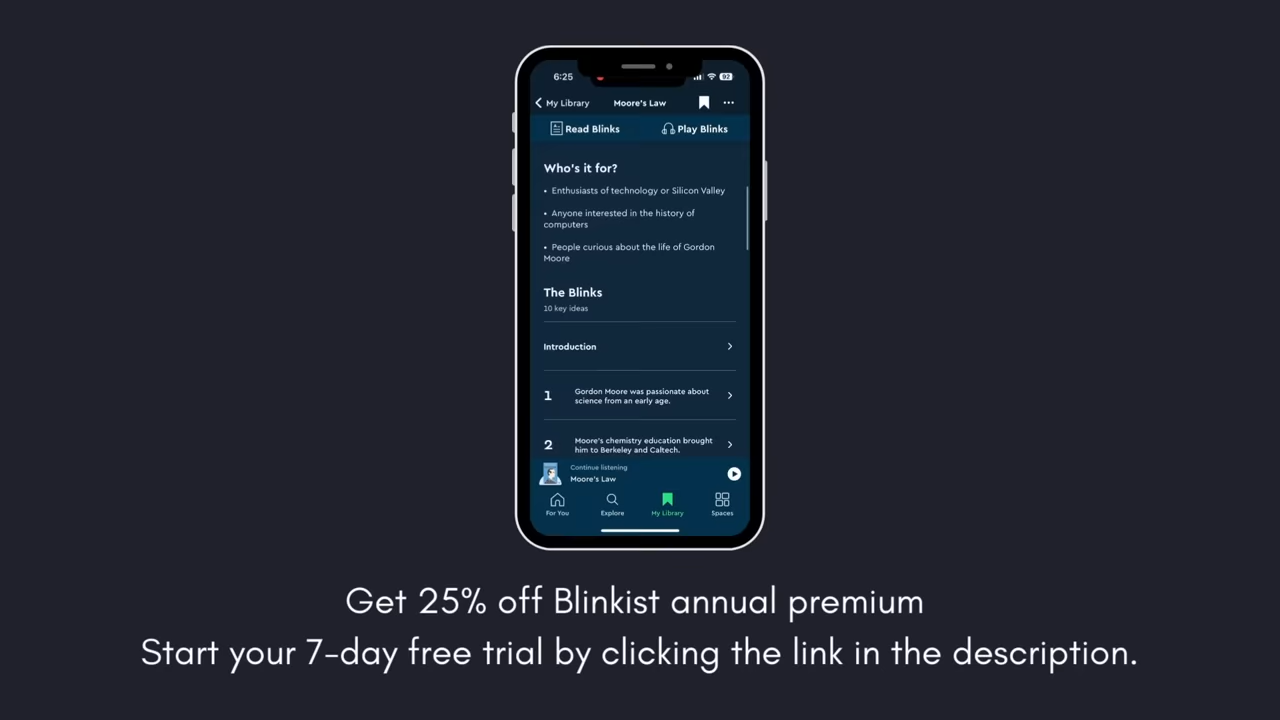 6:25
92
My Library
Moore's Law
Read Blinks
Play Blinks
Who's it for?
• Enthusiasts of technology or Silicon Valley
• Anyone interested in the history of
computers
• People curious about the life of Gordon
Moore
The Blinks
10 key ideas
Introduction
1
Gordon Moore was passionate about
science from an early age.
2
Moore's chemistry education brought
him to Berkeley and Caltech.
Continue listening
Moore's Law
For You
Explore
My Library
Spaces
Get 25% off Blinkist annual premium
Start your 7-day free trial by clicking the link in the description.